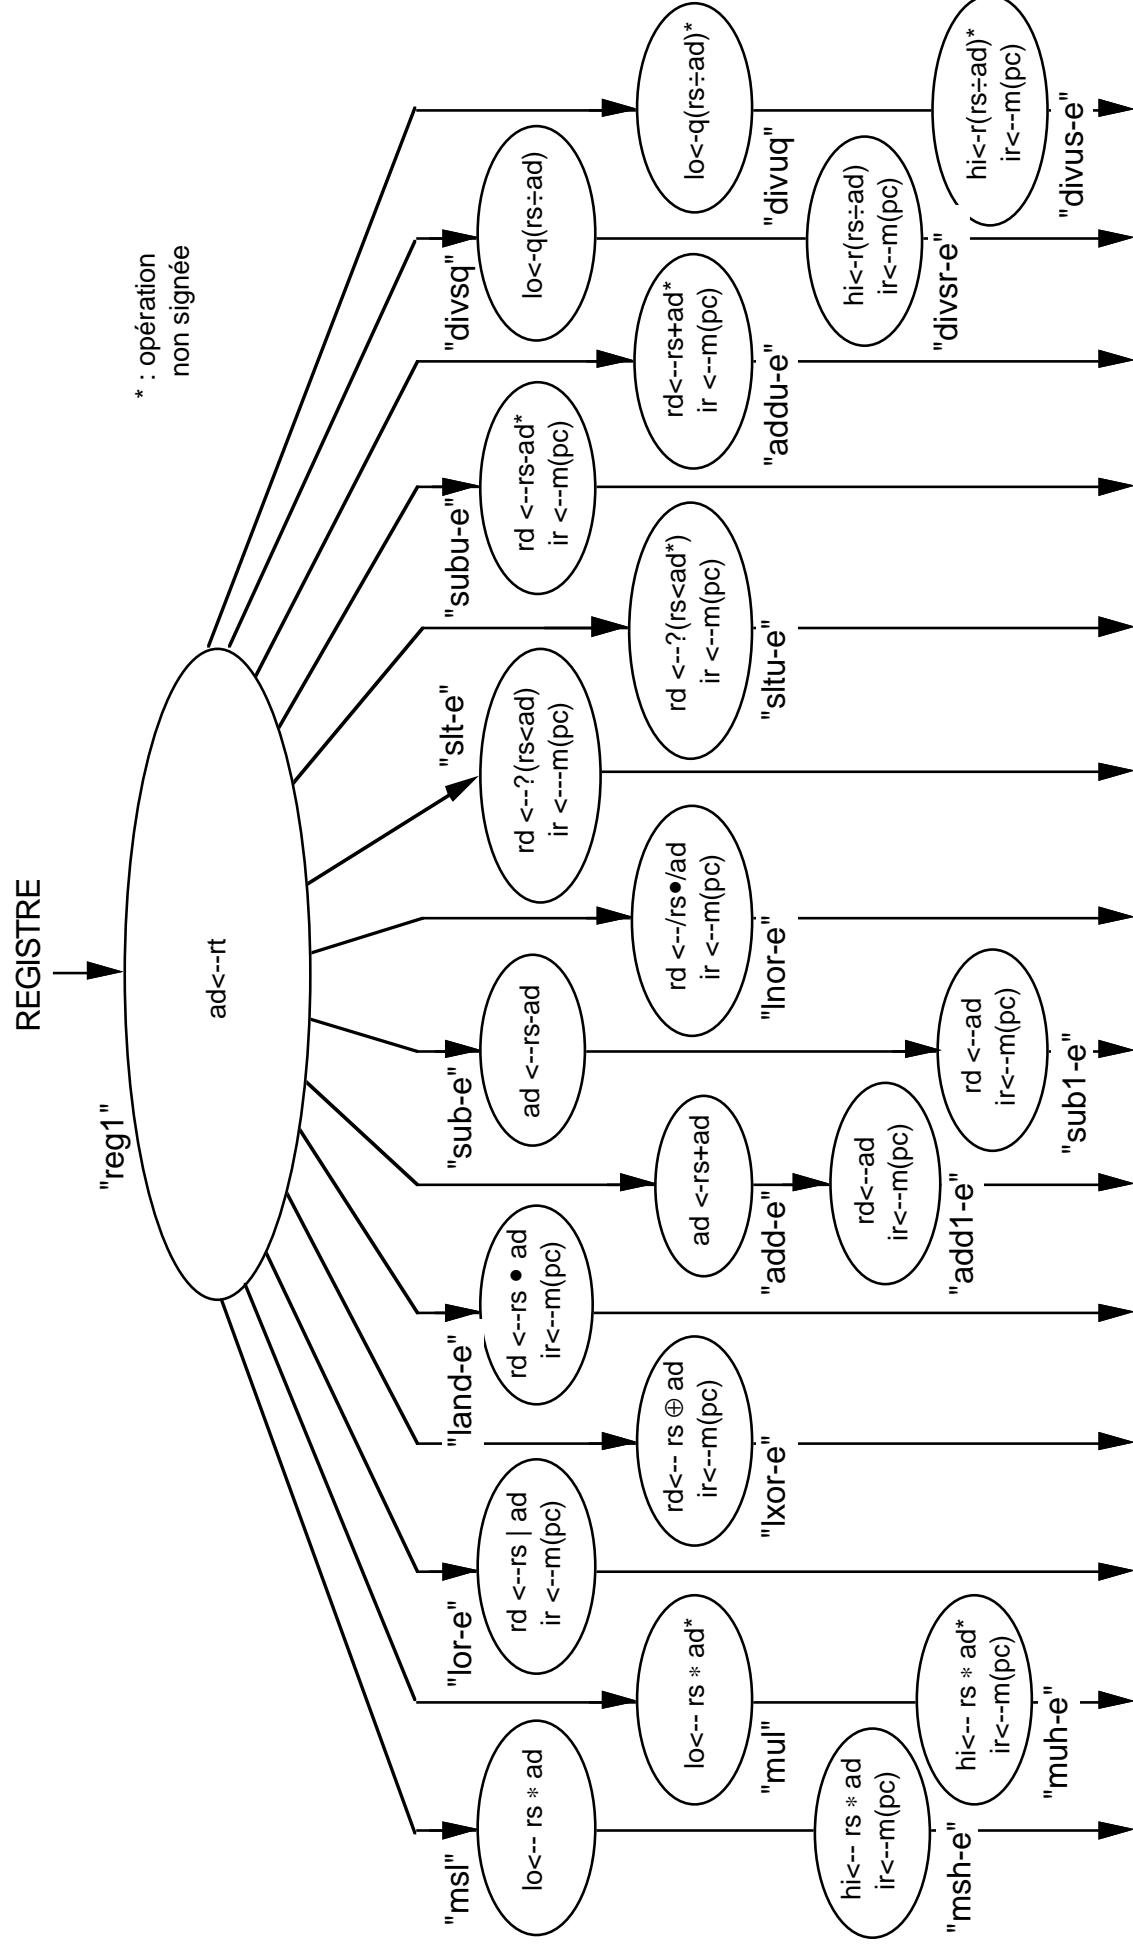 REGISTRE
"reg1"
ad<--rt
* : opération
non signée
"msl"
lo<-- rs * ad
hi<-- rs * ad
ir<--m(pc)
"msh-e"
lo<-- rs * ad*
"mul"
hi<-- rs * ad*
ir<--m(pc)
"muh-e"
"lor-e"
rd <--rs | ad
ir <--m(pc)
rd<-- rs ⊕ ad
ir<--m(pc)
"lxor-e"
"land-e"
rd <--rs ● ad
ir<--m(pc)
ad <-rs+ad
"add-e"
rd<--ad
ir<--m(pc)
"add1-e"
"sub-e"
ad <--rs-ad
rd <--ad
ir<--m(pc)
"sub1-e"
rd <--/rs●/ad
ir <--m(pc)
"lnor-e"
"slt-e"
rd <--?(rs<ad)
ir <---m(pc)
rd <--?(rs<ad*)
ir <--m(pc)
"sltu-e"
"subu-e"
rd <--rs-ad*
ir <--m(pc)
rd<--rs+ad*
ir <--m(pc)
"addu-e"
"divsq"
lo<-q(rs÷ad)
hi<-r(rs÷ad)
ir<--m(pc)
"divsr-e"
lo<-q(rs÷ad)*
"divuq"
hi<-r(rs÷ad)*
ir<--m(pc)
"divus-e"